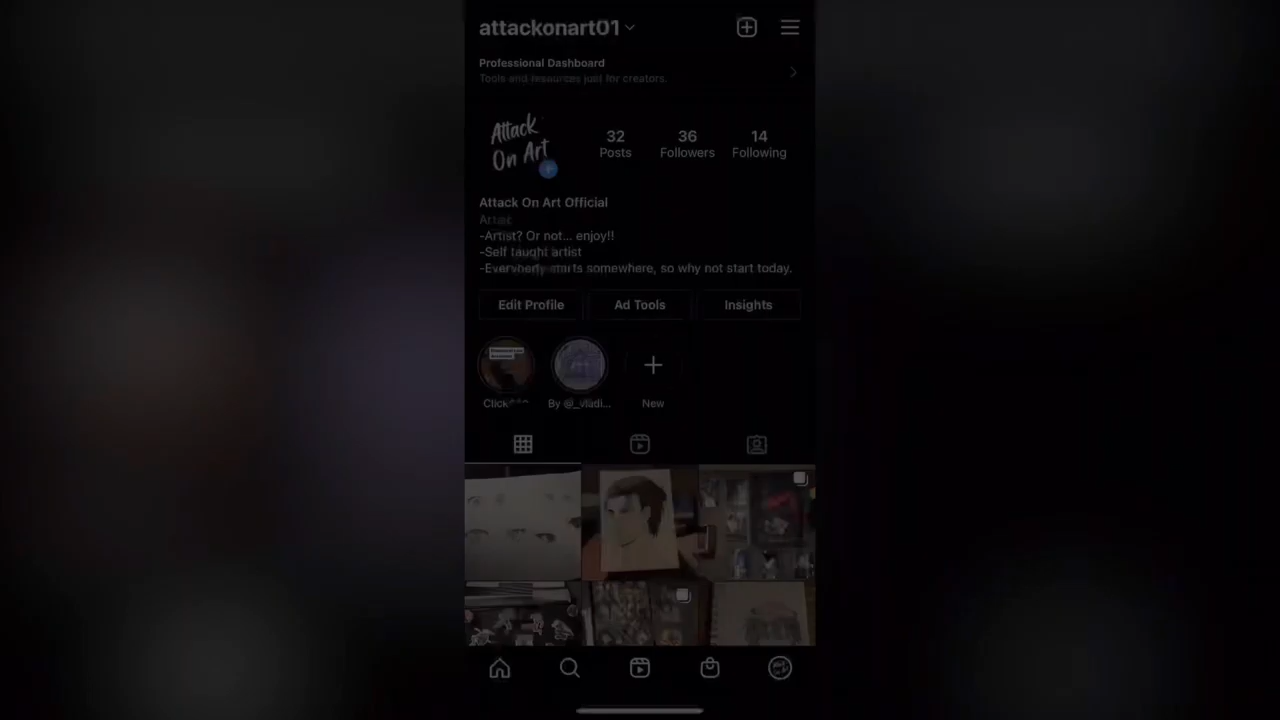 attackonart01
Professional Dashboard
Tools and resources just for creators.
Attack
On Art
32
36
14
Posts
Followers
Following
Attack On Art Official
Artist
-Artist? Or not... enjoy!!
-Self taught artist
-Everybody starts somewhere, so why not start today.
Edit Profile
Ad Tools
Insights
By @_vladi...
New